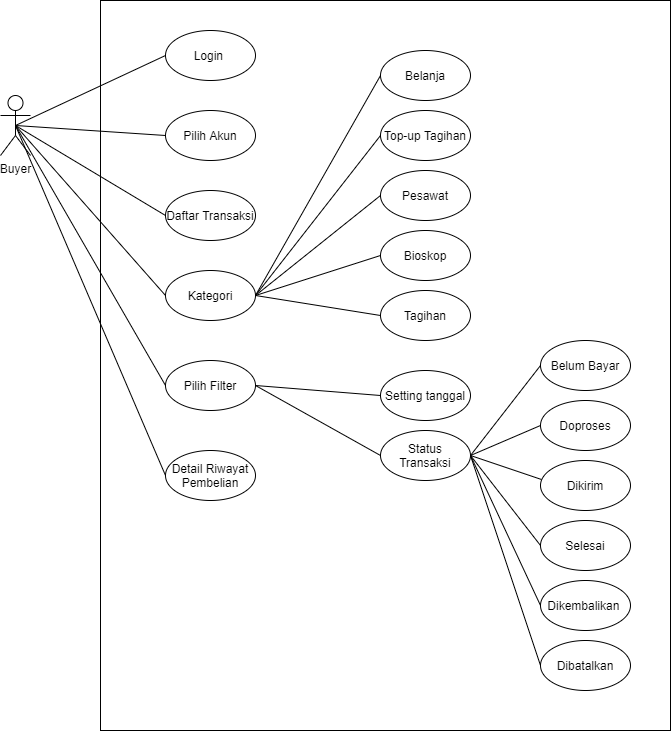 Buyer
Login
Pilih Akun
Daftar Transaksi
Kategori
Pilih Filter
Detail Riwayat
Pembelian
Belanja
Top-up Tagihan
Pesawat
Bioskop
Tagihan
Setting tanggal
Status
Transaksi
Belum Bayar
Doproses
Dikirim
Selesai
Dikembalikan
Dibatalkan